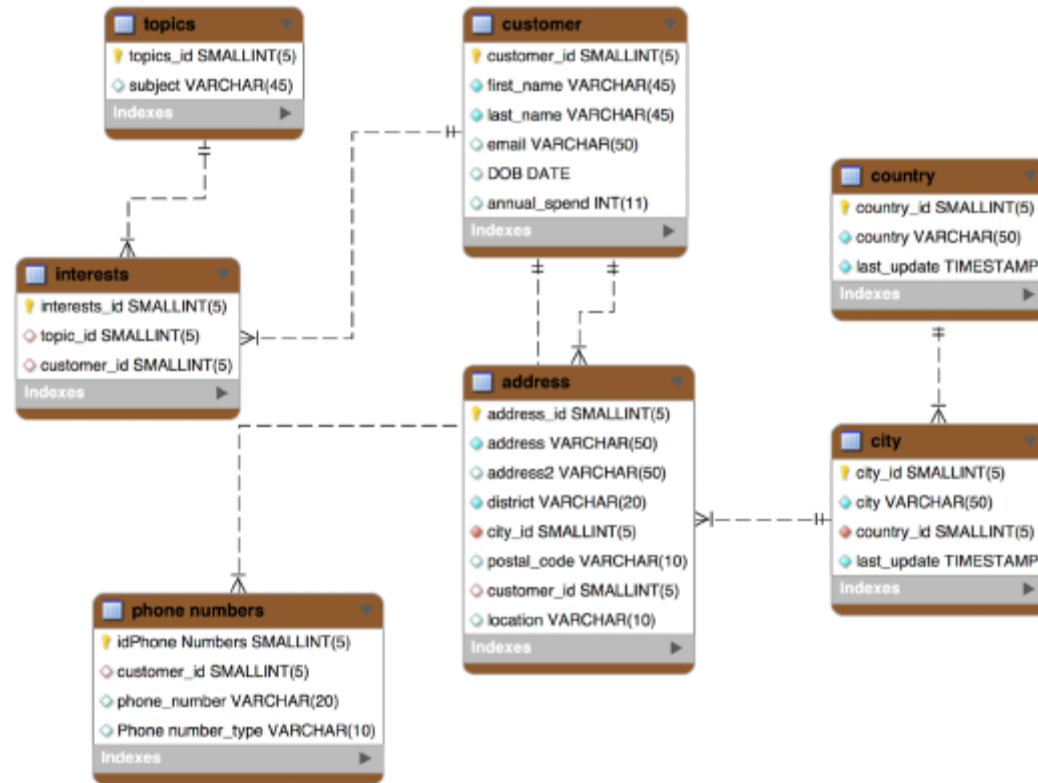 topics
topics_id SMALLINT(5)
subject VARCHAR(45)
Indexes
customer
customer_id SMALLINT(5)
first_name VARCHAR(45)
last_name VARCHAR(45)
email VARCHAR(50)
DOB DATE
annual_spend INT(11)
Indexes
country
country_id SMALLINT(5)
country VARCHAR(50)
last_update TIMESTAMP
Indexes
interests
interests_id SMALLINT(5)
topic_id SMALLINT(5)
customer_id SMALLINT(5)
Indexes
address
address_id SMALLINT(5)
address VARCHAR(50)
address2 VARCHAR(50)
district VARCHAR(20)
city_id SMALLINT(5)
postal_code VARCHAR(10)
customer_id SMALLINT(5)
location VARCHAR(10)
Indexes
city
city_id SMALLINT(5)
city VARCHAR(50)
country_id SMALLINT(5)
last_update TIMESTAMP
Indexes
phone numbers
idPhone Numbers SMALLINT(5)
customer_id SMALLINT(5)
phone_number VARCHAR(20)
Phone number_type VARCHAR(10)
Indexes